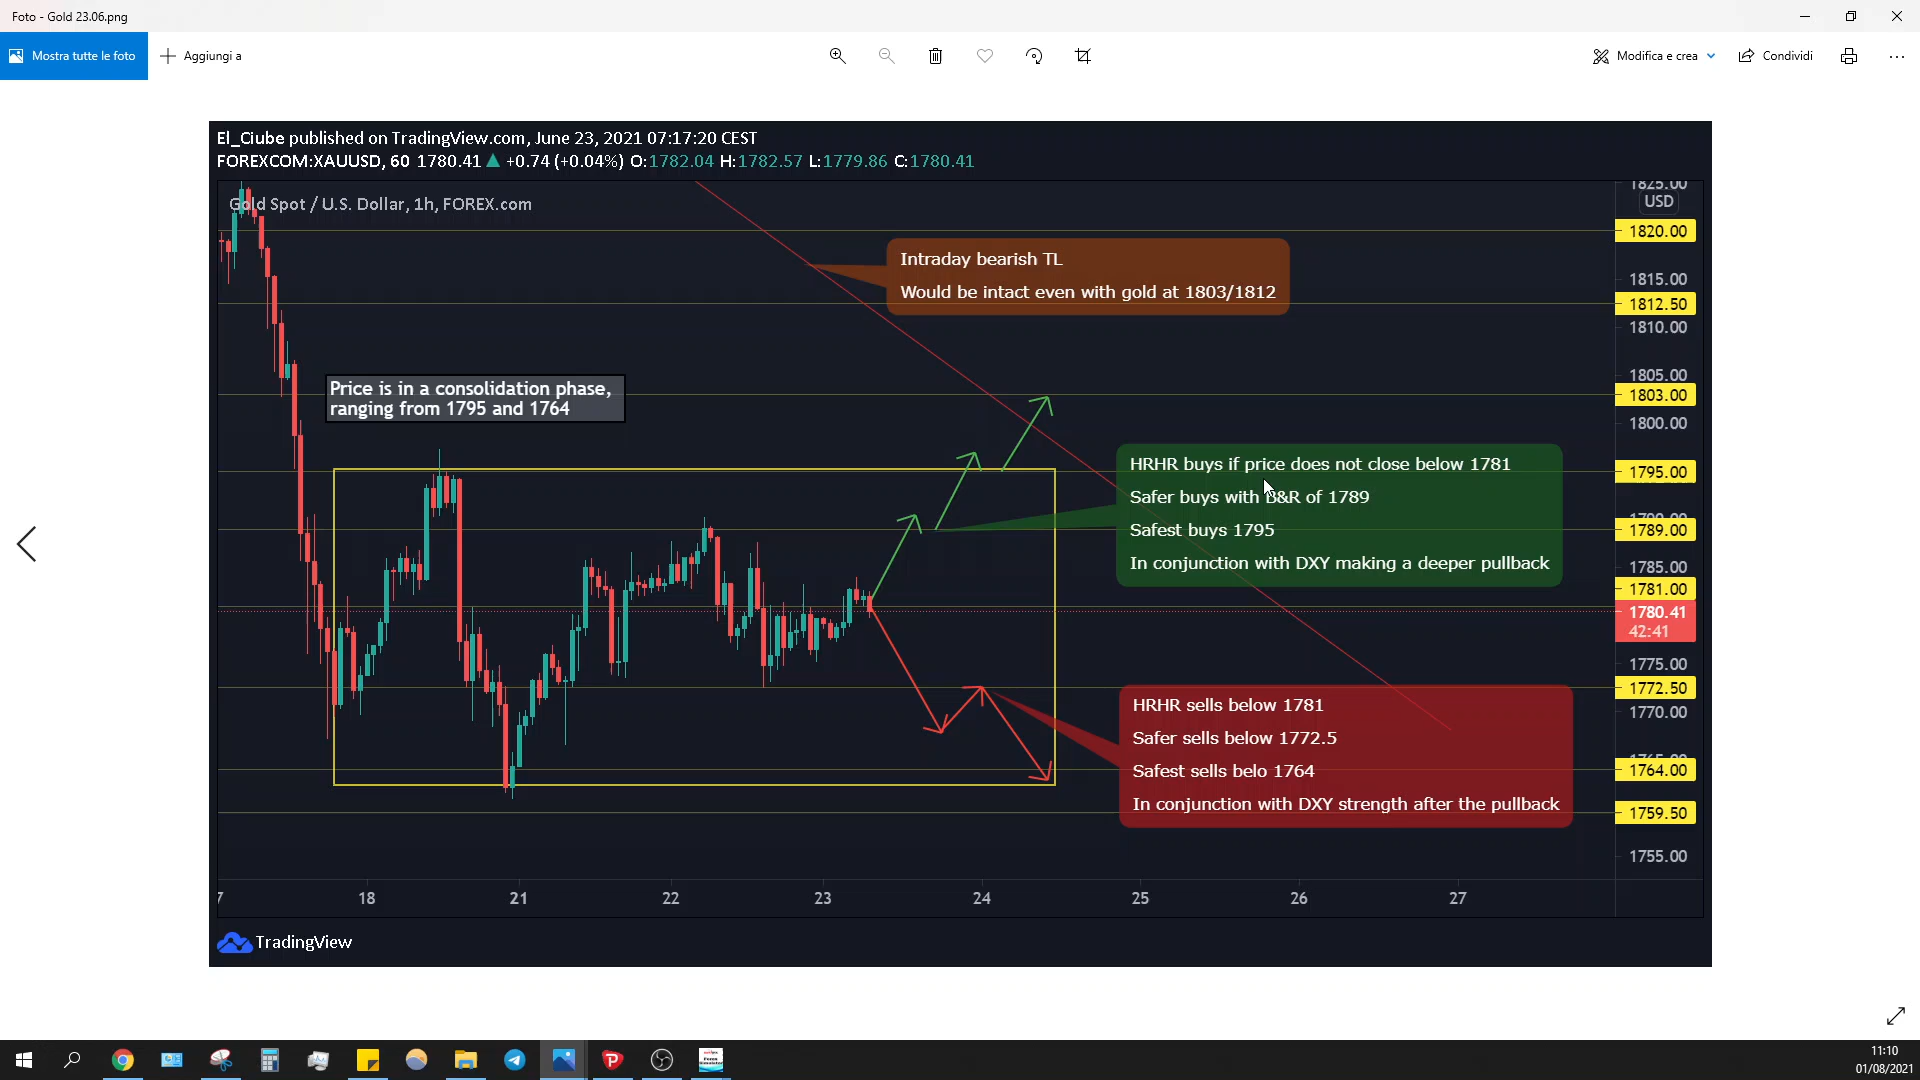 Foto - Gold 23.06.png
Mostra tutte le foto
Aggiungi a
Modifica e crea
Condividi
El_Ciube published on TradingView.com, June 23, 2021 07:17:20 CEST
FOREXCOM:XAUUSD, 60 1780.41 ▲ +0.74 (+0.04%) O:1782.04 H:1782.57 L:1779.86 C:1780.41
Gold Spot / U.S. Dollar, 1h, FOREX.com
1825.00
USD
1820.00
Intraday bearish TL
Would be intact even with gold at 1803/1812
1815.00
1812.50
1810.00
1805.00
1803.00
1800.00
Price is in a consolidation phase,
ranging from 1795 and 1764
HRHR buys if price does not close below 1781
Safer buys with B&R of 1789
Safest buys 1795
In conjunction with DXY making a deeper pullback
1795.00
1789.00
1785.00
1781.00
1780.41
42:41
1775.00
1772.50
1770.00
HRHR sells below 1781
Safer sells below 1772.5
Safest sells belo 1764
In conjunction with DXY strength after the pullback
1764.00
1759.50
1755.00
18
21
22
23
24
25
26
27
TradingView
11:10
01/08/2021